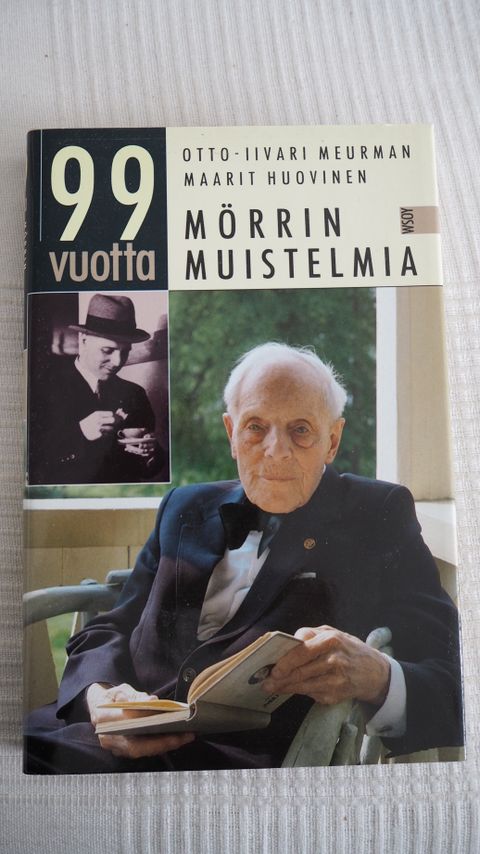 99
vuotta
OTTO-IIVARI MEURMAN
MAARIT HUOVINEN
MÖRRIN
MUISTELMIA
WSOY